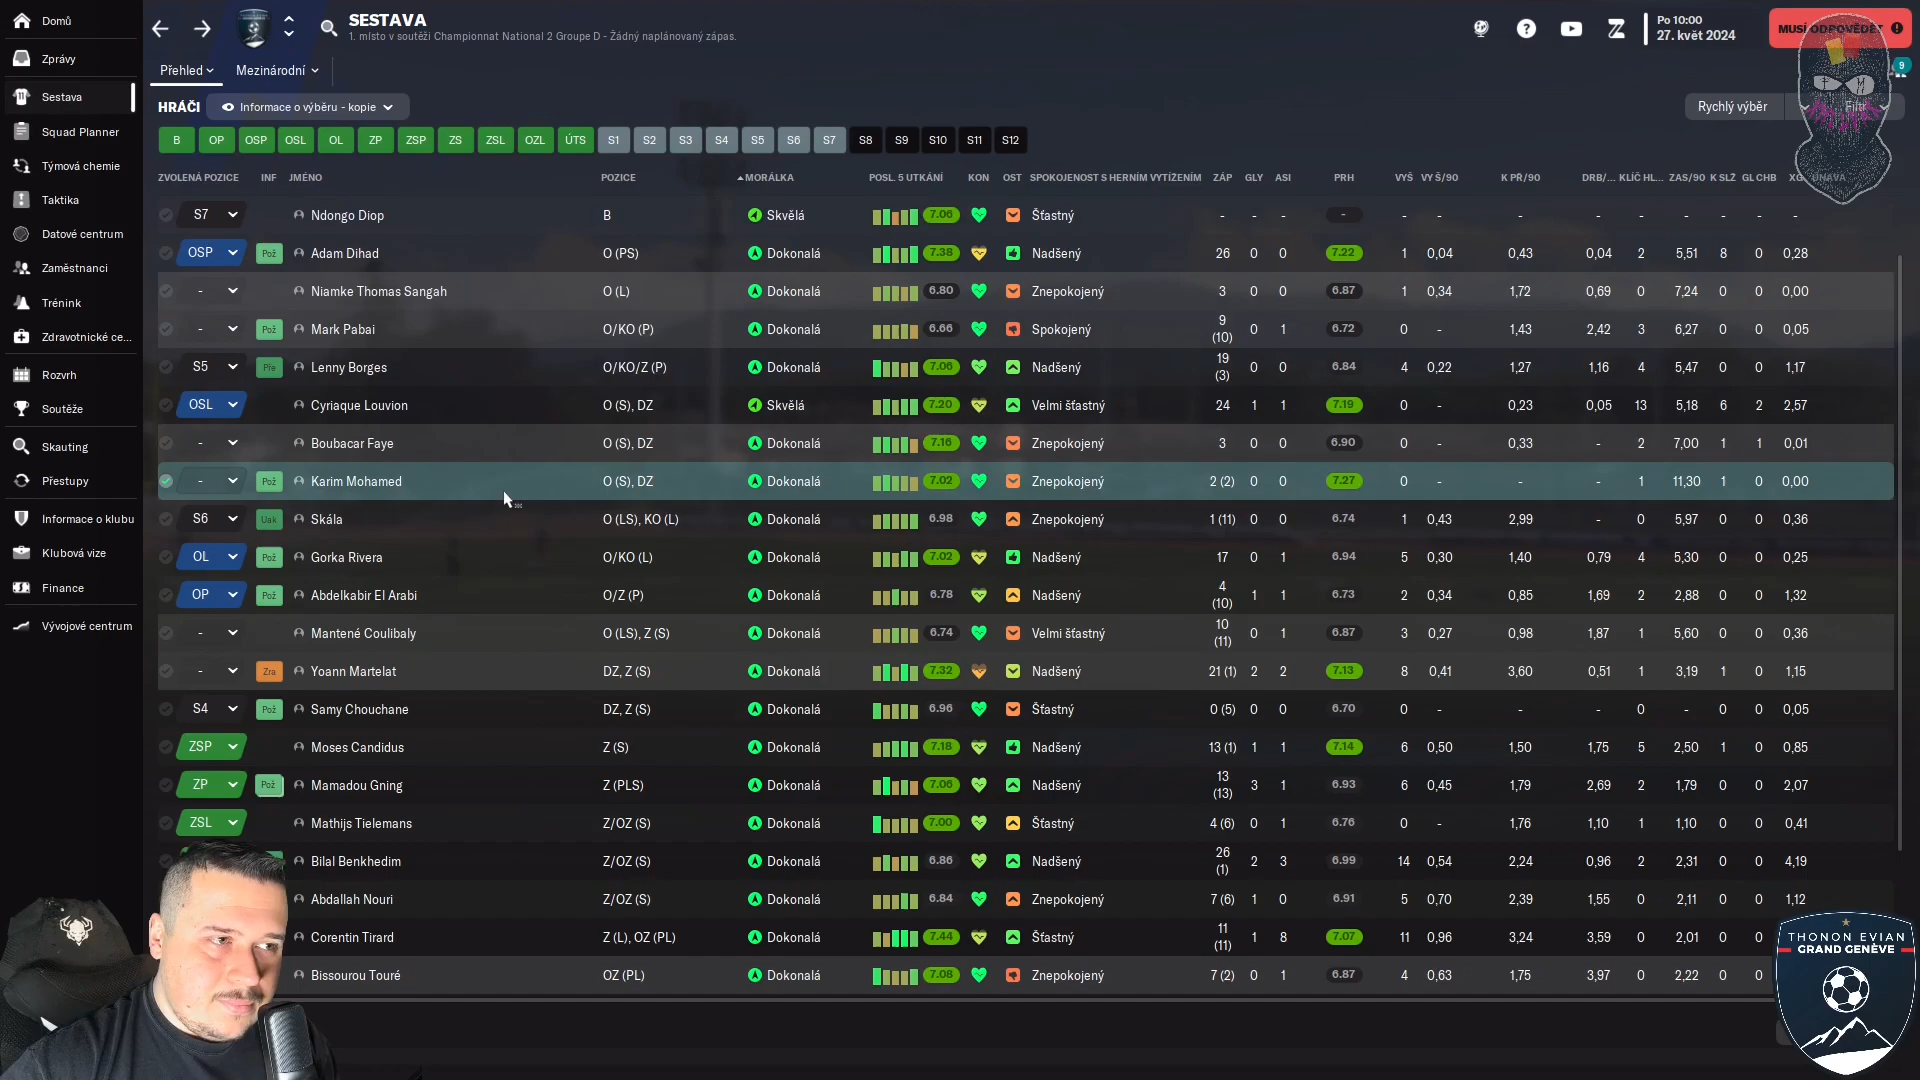 Domů
Zprávy
Sestava
Squad Planner
Týmová chemie
Taktika
Datové centrum
Zaměstnanci
Trénink
Zdravotnické ce...
Rozvrh
Soutěže
Skauting
Přestupy
Informace o klubu
Klubová vize
Finance
Vývojové centrum
SESTAVA
1. místo v soutěži Championnat National 2 Groupe D - Žádný naplánovaný zápas.
Po 10:00
27. květ 2024
MUSÍ ODPOVĚDĚT
9
Přehled Mezinárodní
HRÁČI Informace o výběru - kopie Rychlý výběr Filtr
B OP OSP OSL OL ZP ZSP ZS ZSL OZL ÚTS S1 S2 S3 S4 S5 S6 S7 S8 S9 S10 S11 S12
ZVOLENÁ POZICE INF JMÉNO POZICE MORÁLKA POSL. 5 UTKÁNÍ KON OST SPOKOJENOST S HERNÍM VYTÍŽENÍM ZÁP GLY ASI PRH VYŠ VYŠ/90 K PŘ/90 DRB/... KLÍČ HL... ZAS/90 K SLŽ GL CHB
S7 Ndongo Diop B Skvělá 7.06 Šťastný - - - - - - - - - - - - -
OSP Pož Adam Dihad O (PS) Dokonalá 7.38 Nadšený 26 0 0 7.22 1 0,04 0,43 0,04 2 5,51 8 0 0,28
- Niamke Thomas Sangah O (L) Dokonalá 6.80 Znepokojený 3 0 0 6.87 1 0,34 1,72 0,69 0 7,24 0 0 0,00
- Pož Mark Pabai O/KO (P) Dokonalá 6.66 Spokojený 9 (10) 0 1 6.72 0 - 1,43 2,42 3 6,27 0 0 0,05
S5 Pře Lenny Borges O/KO/Z (P) Dokonalá 7.06 Nadšený 19 (3) 0 0 6.84 4 0,22 1,27 1,16 4 5,47 0 0 1,17
OSL Cyriaque Louvion O (S), DZ Skvělá 7.20 Velmi šťastný 24 1 1 7.19 0 - 0,23 0,05 13 5,18 6 2 2,57
- Boubacar Faye O (S), DZ Dokonalá 7.16 Znepokojený 3 0 0 6.90 0 - 0,33 - 2 7,00 1 1 0,01
- Pož Karim Mohamed O (S), DZ Dokonalá 7.02 Znepokojený 2 (2) 0 0 7.27 0 - - - 1 11,30 1 0 0,00
S6 Uak Skála O (LS), KO (L) Dokonalá 6.98 Znepokojený 1 (11) 0 0 6.74 1 0,43 2,99 - 0 5,97 0 0 0,36
OL Pož Gorka Rivera O/KO (L) Dokonalá 7.02 Nadšený 17 0 1 6.94 5 0,30 1,40 0,79 4 5,30 0 0 0,25
OP Pož Abdelkabir El Arabi O/Z (P) Dokonalá 6.78 Nadšený 4 (10) 1 1 6.73 2 0,34 0,85 1,69 2 2,88 0 0 1,32
- Mantené Coulibaly O (LS), Z (S) Dokonalá 6.74 Velmi šťastný 10 (11) 0 1 6.87 3 0,27 0,98 1,87 1 5,60 0 0 0,36
- Zra Yoann Martelat DZ, Z (S) Dokonalá 7.32 Nadšený 21 (1) 2 2 7.13 8 0,41 3,60 0,51 1 3,19 1 0 1,15
S4 Pož Samy Chouchane DZ, Z (S) Dokonalá 6.96 Šťastný 0 (5) 0 0 6.70 0 - - - 0 - 0 0 0,05
ZSP Moses Candidus Z (S) Dokonalá 7.18 Nadšený 13 (1) 1 1 7.14 6 0,50 1,50 1,75 5 2,50 1 0 0,85
ZP Pož Mamadou Gning Z (PLS) Dokonalá 7.06 Nadšený 13 (13) 3 1 6.93 6 0,45 1,79 2,69 2 1,79 0 0 2,07
ZSL Mathijs Tielemans Z/OZ (S) Dokonalá 7.00 Šťastný 4 (6) 0 1 6.76 0 - 1,76 1,10 1 1,10 0 0 0,41
Bilal Benkhedim Z/OZ (S) Dokonalá 6.86 Nadšený 26 (1) 2 3 6.99 14 0,54 2,24 0,96 2 2,31 0 0 4,19
Abdallah Nouri Z/OZ (S) Dokonalá 6.84 Znepokojený 7 (6) 1 0 6.91 5 0,70 2,39 1,55 0 2,11 0 0 1,12
Corentin Tirard Z (L), OZ (PL) Dokonalá 7.44 Šťastný 11 (11) 1 8 7.07 11 0,96 3,24 3,59 0 2,01 0 0
Bissourou Touré OZ (PL) Dokonalá 7.08 Znepokojený 7 (2) 0 1 6.87 4 0,63 1,75 3,97 0 2,22 0 0
THONON EVIAN
GRAND GENÈVE